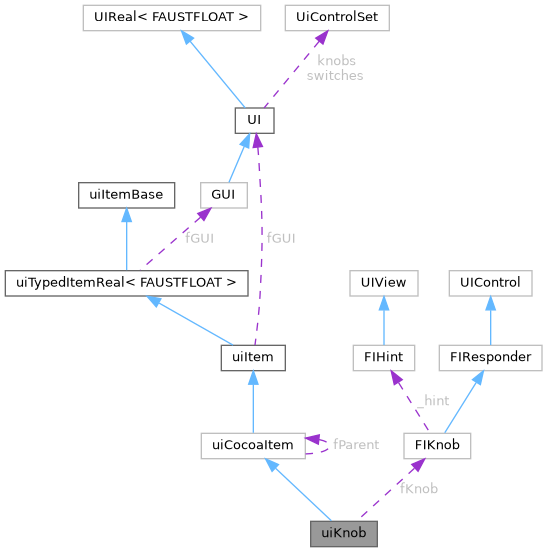 UIReal< FAUSTFLOAT >
UiControlSet
knobs
switches
UI
uiItemBase
GUI
fGUI
fGUI
uiTypedItemReal< FAUSTFLOAT >
UIView
UIControl
uiItem
FIHint
FIResponder
_hint
uiCocoaItem
fParent
FIKnob
fKnob
uiKnob